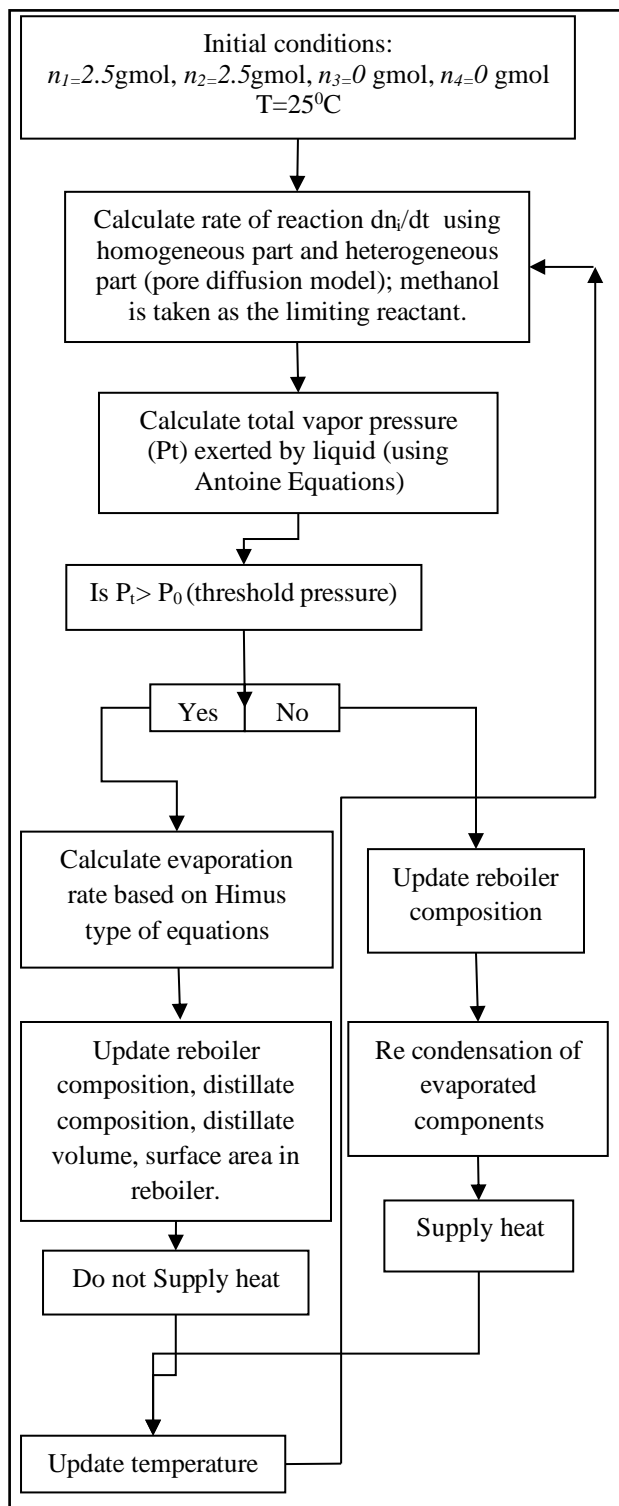 Initial conditions:
n₁₌2.5gmol, n₂₌2.5gmol, n₃₌0 gmol, n₄₌0 gmol
T=25⁰C
Calculate rate of reaction dnᵢ/dt using
homogeneous part and heterogeneous
part (pore diffusion model); methanol
is taken as the limiting reactant.
Calculate total vapor pressure
(Pt) exerted by liquid (using
Antoine Equations)
Is Pₜ> P₀ (threshold pressure)
Yes
No
Calculate evaporation
rate based on Himus
type of equations
Update reboiler
composition, distillate
composition, distillate
volume, surface area in
reboiler.
Do not Supply heat
Update reboiler
composition
Re condensation of
evaporated
components
Supply heat
Update temperature